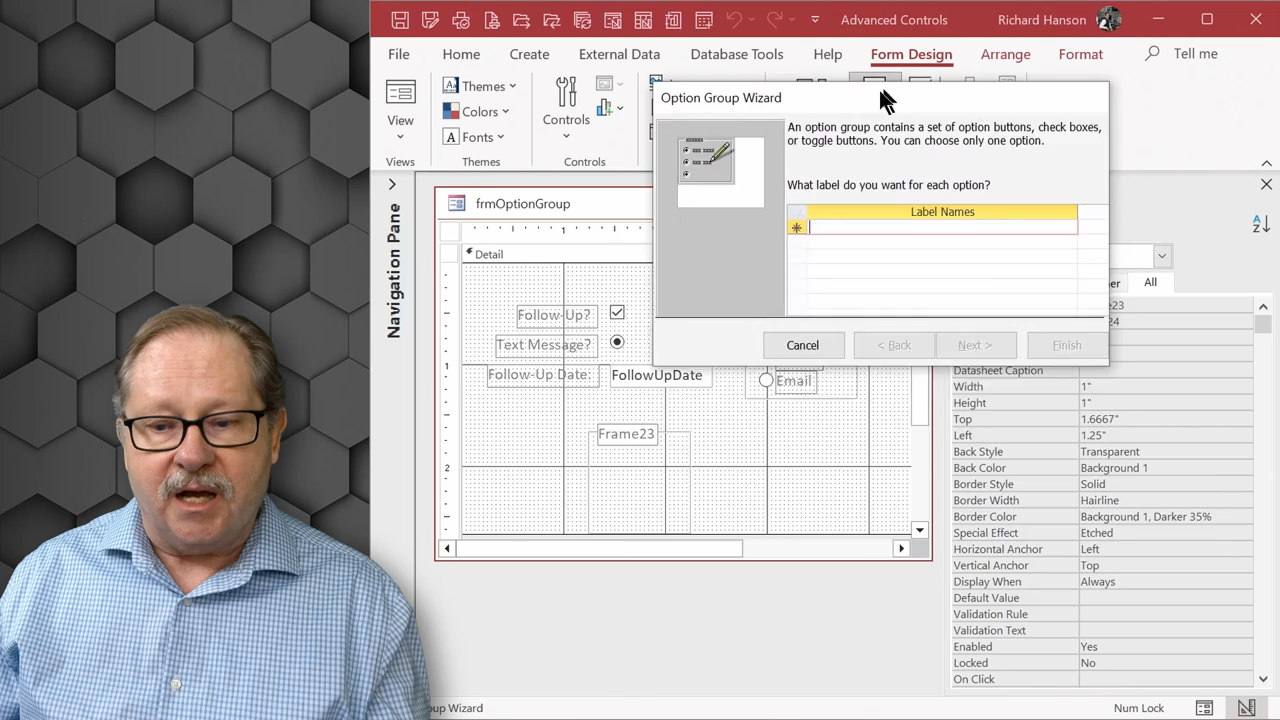 Advanced Controls
Richard Hanson
File
Home
Create
External Data
Database Tools
Help
Form Design
Arrange
Format
Tell me
View
Themes
Colors
Fonts
Controls
Views
Themes
Controls
Option Group Wizard
An option group contains a set of option buttons, check boxes,
or toggle buttons. You can choose only one option.
What label do you want for each option?
Label Names
Cancel
< Back
Next >
Finish
Navigation Pane
frmOptionGroup
1
Detail
Follow-Up?
Text Message?
1
Follow-Up Date:
FollowUpDate
Email
Frame23
2
All
Datasheet Caption
Width 1"
Height 1"
Top 1.6667"
Left 1.25"
Back Style Transparent
Back Color Background 1
Border Style Solid
Border Width Hairline
Border Color Background 1, Darker 35%
Special Effect Etched
Horizontal Anchor Left
Vertical Anchor Top
Display When Always
Default Value
Validation Rule
Validation Text
Enabled Yes
Locked No
On Click
Group Wizard
Num Lock